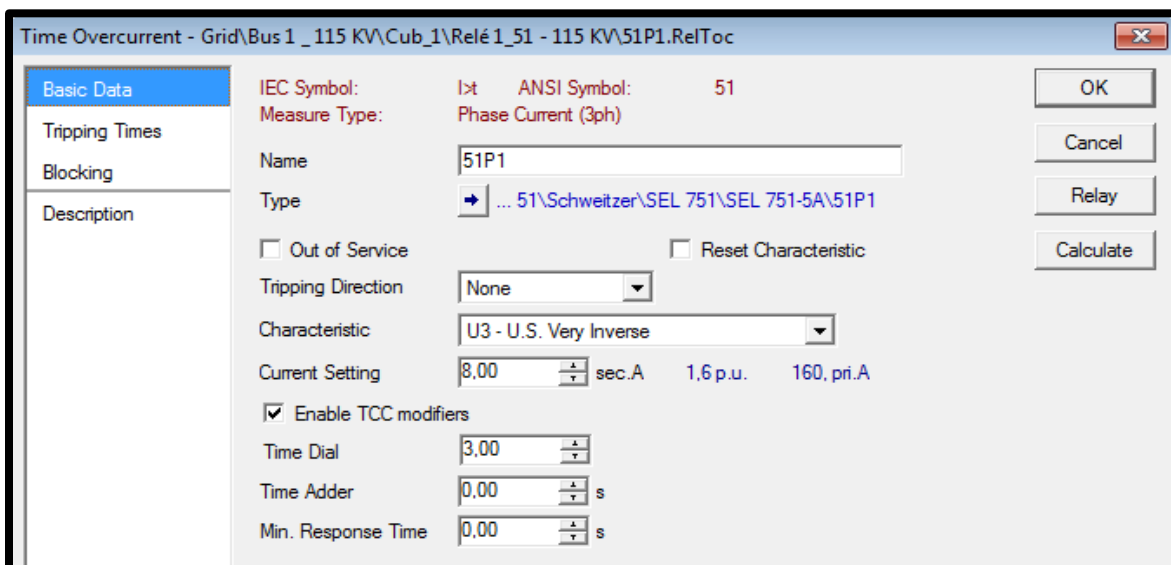 Time Overcurrent - Grid\Bus 1 _ 115 KV\Cub_1\Relé 1_51 - 115 KV\51P1.RelToc
Basic Data
Tripping Times
Blocking
Description
IEC Symbol: I>t ANSI Symbol: 51
Measure Type: Phase Current (3ph)
Name 51P1
Type ... 51\Schweitzer\SEL 751\SEL 751-5A\51P1
Out of Service Reset Characteristic
Tripping Direction None
Characteristic U3 - U.S. Very Inverse
Current Setting 8,00 sec.A 1,6 p.u. 160, pri.A
Enable TCC modifiers
Time Dial 3,00
Time Adder 0,00 s
Min. Response Time 0,00 s
OK
Cancel
Relay
Calculate